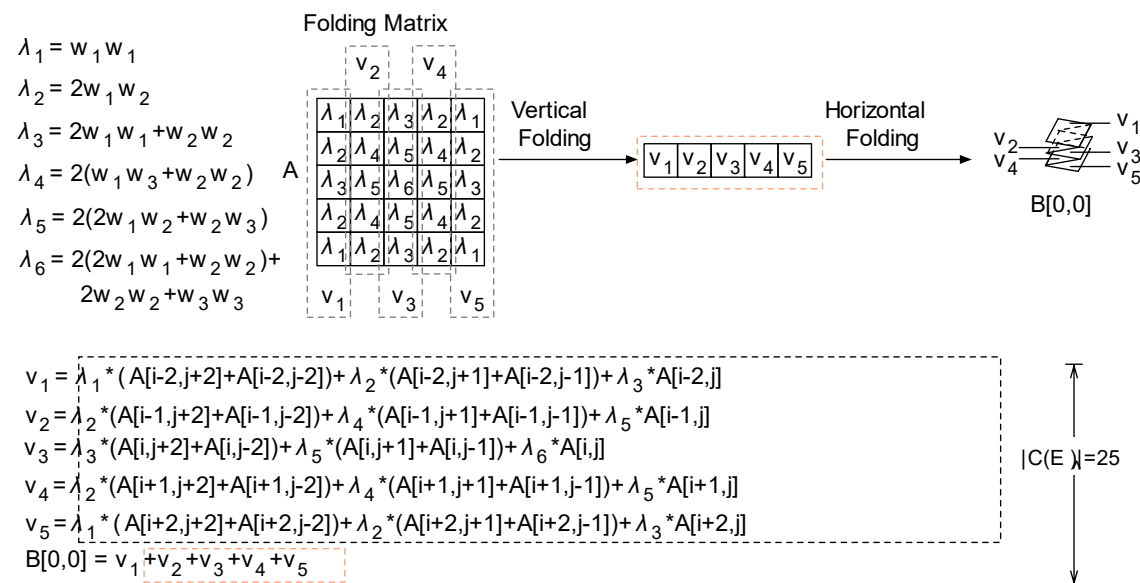 Folding Matrix
λ1 = w1w1
λ2 = 2w1w2
λ3 = 2w1w1+w2w2
λ4 = 2(w1w3+w2w2)
λ5 = 2(2w1w2+w2w3)
λ6 = 2(2w1w1+w2w2)+
2w2w2+w3w3
v2 v4
A
λ1 λ2 λ3 λ2 λ1
λ2 λ4 λ5 λ4 λ2
λ3 λ5 λ6 λ5 λ3
λ2 λ4 λ5 λ4 λ2
λ1 λ2 λ3 λ2 λ1
v1 v3 v5
Vertical
Folding
v1 v2 v3 v4 v5
Horizontal
Folding
v1
v2
v3
v4
v5
B[0,0]
v1 = λ1*( A[i-2,j+2]+A[i-2,j-2])+ λ2*(A[i-2,j+1]+A[i-2,j-1])+ λ3*A[i-2,j]
v2 = λ2*(A[i-1,j+2]+A[i-1,j-2])+ λ4*(A[i-1,j+1]+A[i-1,j-1])+ λ5*A[i-1,j]
v3 = λ3*(A[i,j+2]+A[i,j-2])+ λ5*(A[i,j+1]+A[i,j-1])+ λ6*A[i,j]
v4 = λ2*(A[i+1,j+2]+A[i+1,j-2])+ λ4*(A[i+1,j+1]+A[i+1,j-1])+ λ5*A[i+1,j]
v5 = λ1*( A[i+2,j+2]+A[i+2,j-2])+ λ2*(A[i+2,j+1]+A[i+2,j-1])+ λ3*A[i+2,j]
B[0,0] = v1+v2+v3+v4+v5
|C(E λ)|=25